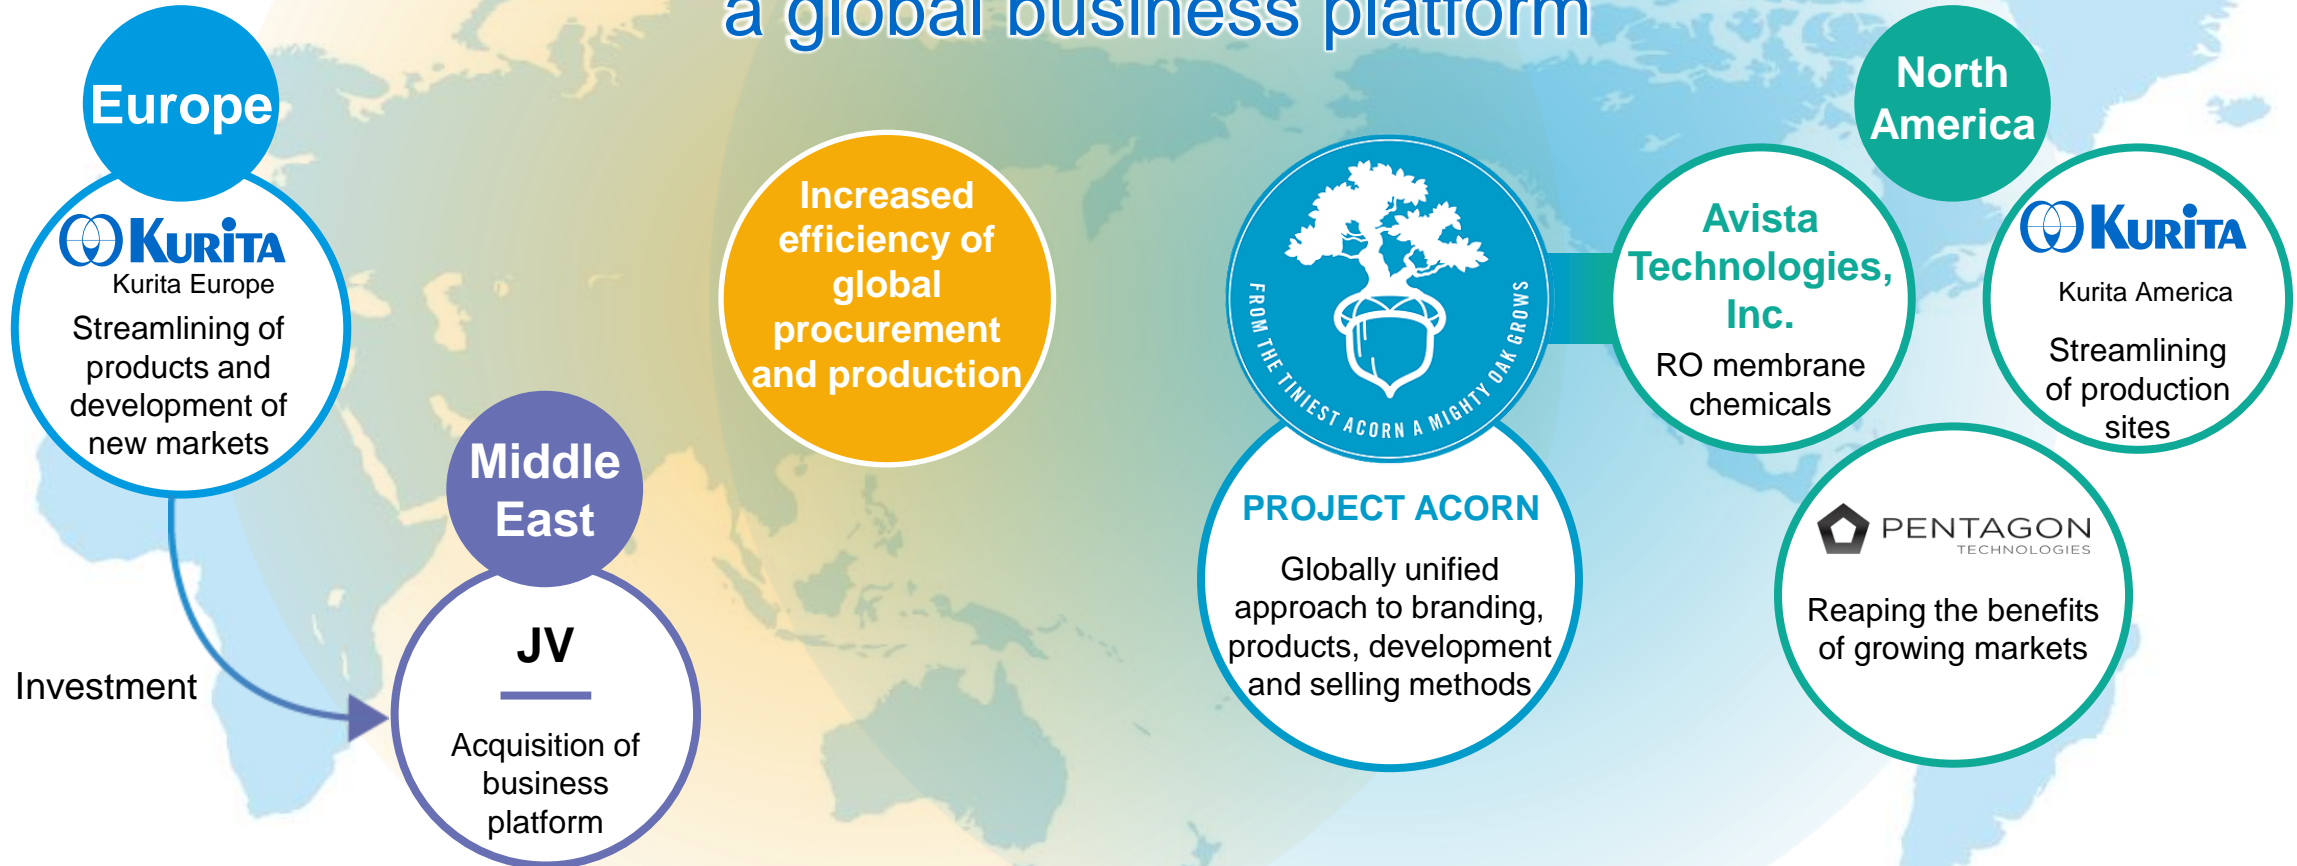 a global business platform
Europe
KURITA
Kurita Europe
Streamlining of
products and
development of
new markets
Investment
Middle
East
JV
Acquisition of
business
platform
Increased
efficiency of
global
procurement
and production
FROM THE TINIEST ACORN A MIGHTY OAK GROWS
PROJECT ACORN
Globally unified
approach to branding,
products, development
and selling methods
North
America
Avista
Technologies,
Inc.
RO membrane
chemicals
KURITA
Kurita America
Streamlining
of production
sites
PENTAGON
TECHNOLOGIES
Reaping the benefits
of growing markets